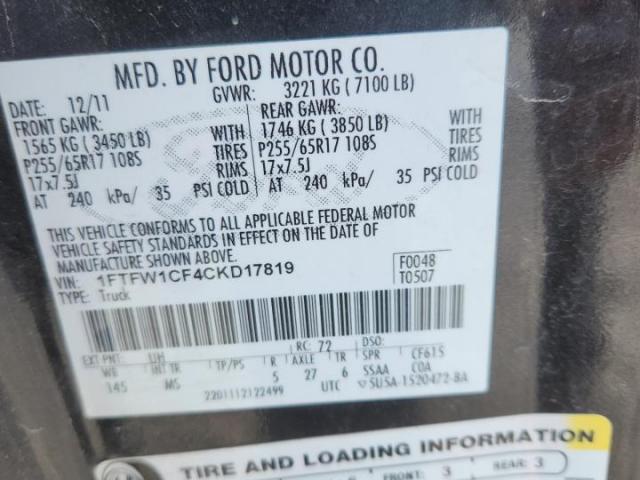 MFD. BY FORD MOTOR CO.
DATE: 12/11 GVWR: 3221 KG ( 7100 LB)
FRONT GAWR: REAR GAWR:
1565 KG ( 3450 LB) WITH 1746 KG ( 3850 LB) WITH
P255/65R17 108S TIRES P255/65R17 108S TIRES
17x7.5J RIMS 17x7.5J RIMS
AT 240 kPa/ 35 PSI COLD AT 240 kPa/ 35 PSI COLD
THIS VEHICLE CONFORMS TO ALL APPLICABLE FEDERAL MOTOR
VEHICLE SAFETY STANDARDS IN EFFECT ON THE DATE OF
MANUFACTURE SHOWN ABOVE.
VIN: 1FTFW1CF4CKD17819 F0048
TYPE: Truck T0507
EXT PNT: UH RC: 72 DSO:
WB INT TR TP/PS R AXLE TR SPR CF615
145 MS 5 27 6 SSAA COA
2201112122499 UTC
TIRE AND LOADING INFORMATION
FRONT: 3 REAR: 3